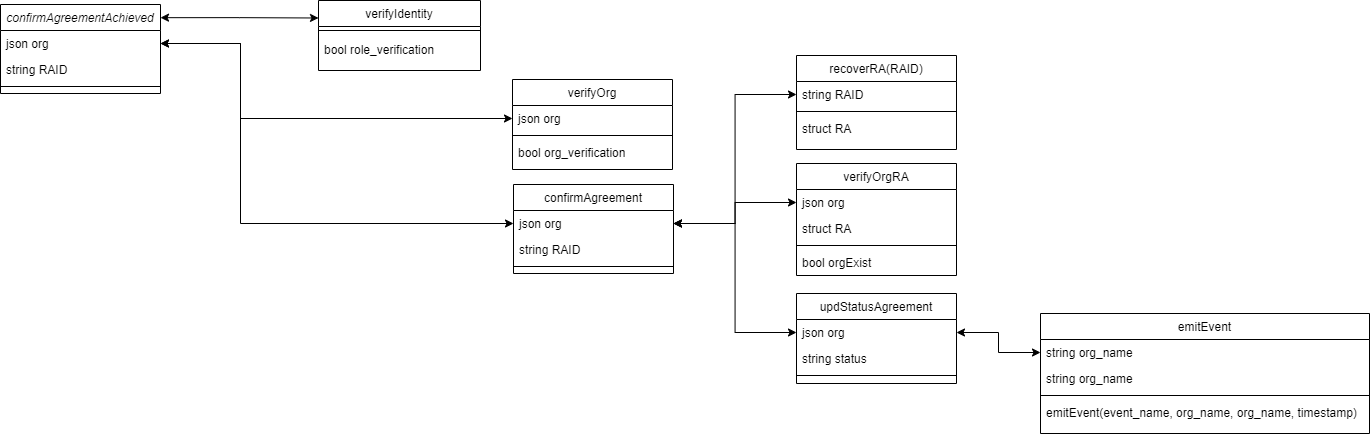 confirmAgreementAchieved
json org
string RAID
verifyIdentity
bool role_verification
verifyOrg
json org
bool org_verification
confirmAgreement
json org
string RAID
recoverRA(RAID)
string RAID
struct RA
verifyOrgRA
json org
struct RA
bool orgExist
updStatusAgreement
json org
string status
emitEvent
string org_name
string org_name
emitEvent(event_name, org_name, org_name, timestamp)